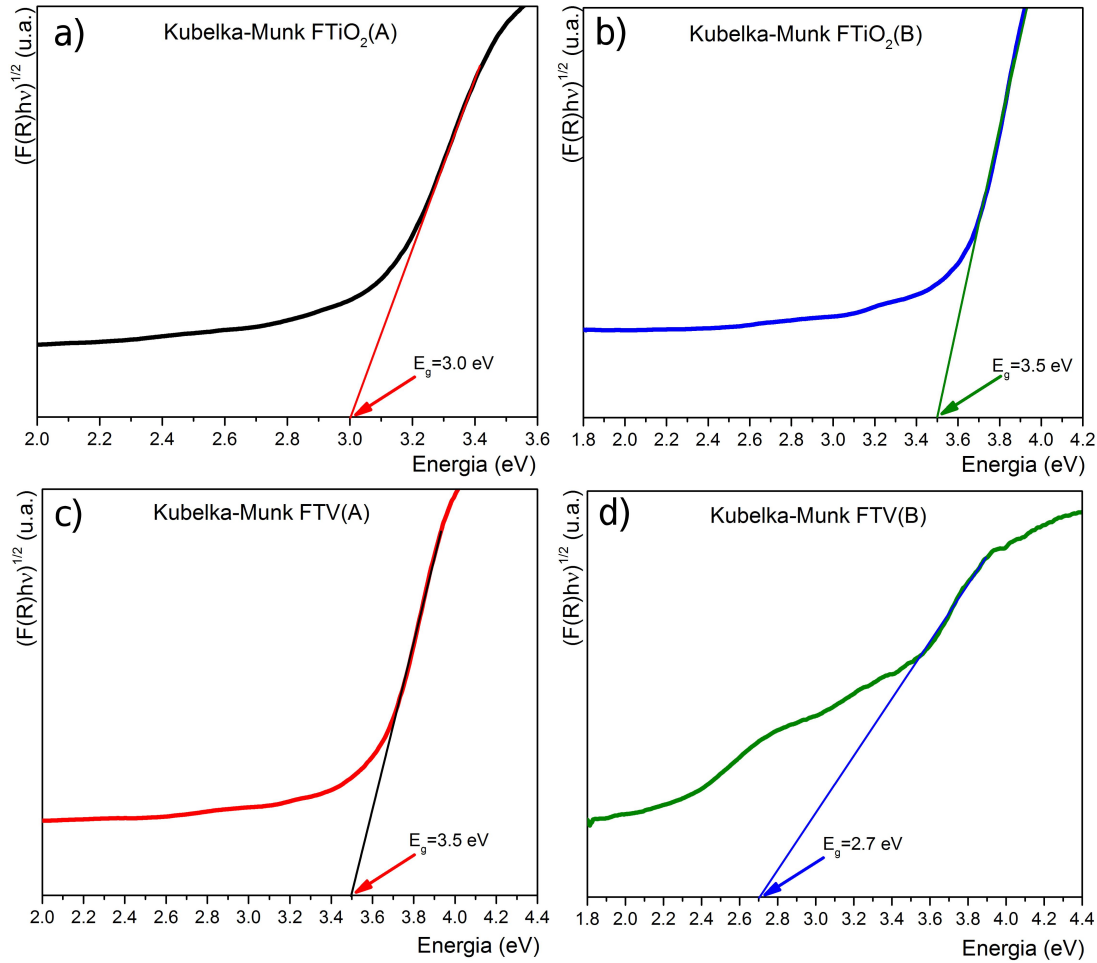 a)
Kubelka-Munk FTiO₂(A)
(F(R)hν)^1/2 (u.a.)
E_g=3.0 eV
2.0 2.2 2.4 2.6 2.8 3.0 3.2 3.4 3.6
Energia (eV)
b)
Kubelka-Munk FTiO₂(B)
(F(R)hν)^1/2 (u.a.)
E_g=3.5 eV
1.8 2.0 2.2 2.4 2.6 2.8 3.0 3.2 3.4 3.6 3.8 4.0 4.2
Energia (eV)
c)
Kubelka-Munk FTV(A)
(F(R)hν)^1/2 (u.a.)
E_g=3.5 eV
2.0 2.2 2.4 2.6 2.8 3.0 3.2 3.4 3.6 3.8 4.0 4.2 4.4
Energia (eV)
d)
Kubelka-Munk FTV(B)
(F(R)hν)^1/2 (u.a.)
E_g=2.7 eV
1.8 2.0 2.2 2.4 2.6 2.8 3.0 3.2 3.4 3.6 3.8 4.0 4.2 4.4
Energia (eV)